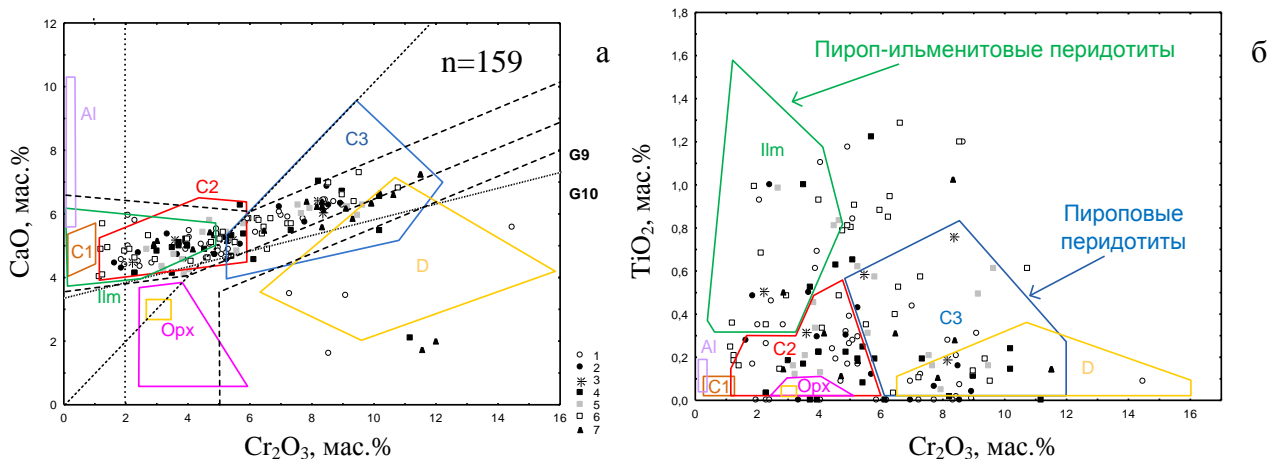 12
10
8
6
4
2
0
CaO, мас.%
0 2 4 6 8 10 12 14 16
Cr₂O₃, мас.%
n=159
а
Al
C1
C2
C3
D
Ilm
Opx
G9
G10
1
2
3
4
5
6
7
1,8
1,6
1,4
1,2
1,0
0,8
0,6
0,4
0,2
0,0
TiO₂, мас.%
0 2 4 6 8 10 12 14 16
Cr₂O₃, мас.%
б
Пироп-ильменитовые перидотиты
Ilm
Пироповые
перидотиты
C3
C2
Al
C1
Opx
D